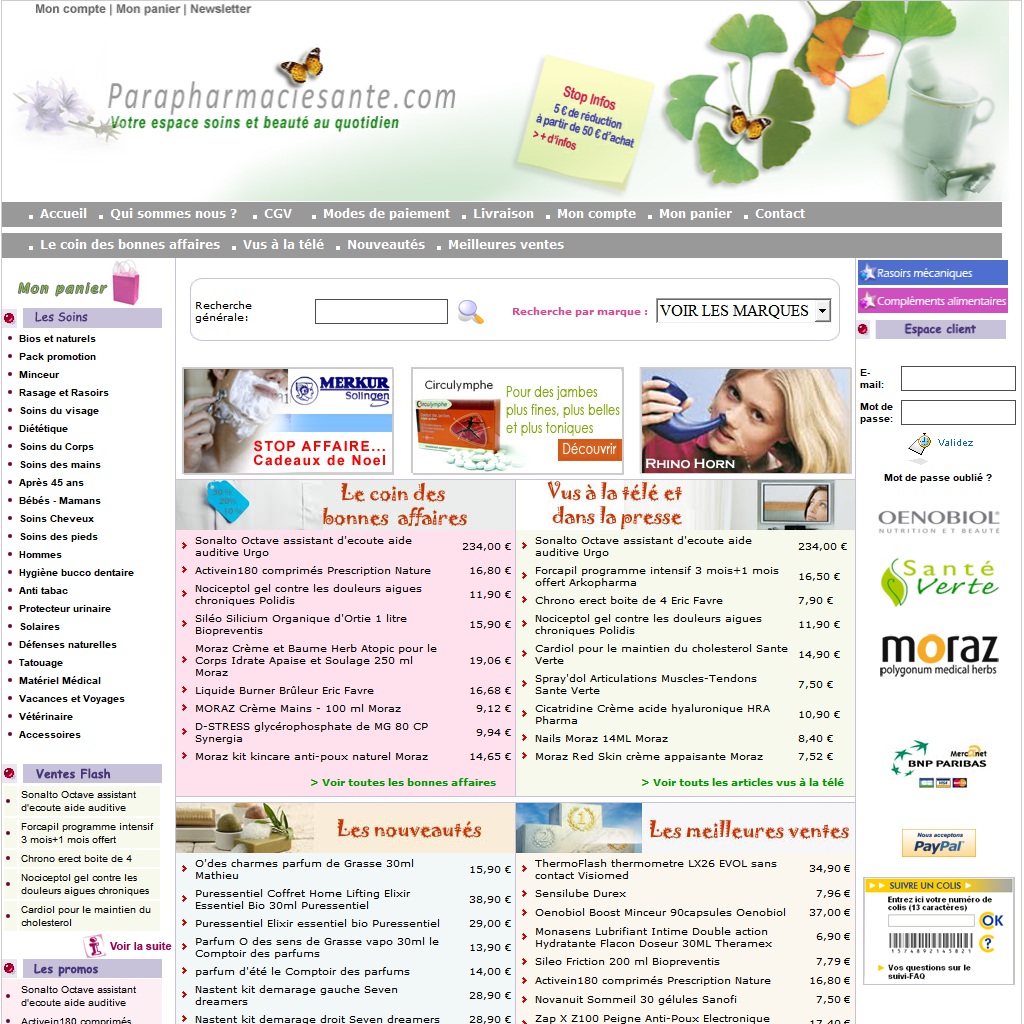 Mon compte | Mon panier | Newsletter
Parapharmaciesante.com
Votre espace soins et beauté au quotidien
Stop Infos
5 € de réduction
à partir de 50 € d'achat
> + d'infos
Accueil Qui sommes nous ? CGV Modes de paiement Livraison Mon compte Mon panier Contact
Le coin des bonnes affaires Vus à la télé Nouveautés Meilleures ventes
Mon panier
Les Soins
Bios et naturels
Pack promotion
Minceur
Rasage et Rasoirs
Soins du visage
Diététique
Soins du Corps
Soins des mains
Après 45 ans
Bébés - Mamans
Soins Cheveux
Soins des pieds
Hommes
Hygiène bucco dentaire
Anti tabac
Protecteur urinaire
Solaires
Défenses naturelles
Tatouage
Matériel Médical
Vacances et Voyages
Vétérinaire
Accessoires
Ventes Flash
Sonalto Octave assistant
d'ecoute aide auditive
Forcapil programme intensif
3 mois+1 mois offert
Chrono erect boite de 4
Nociceptol gel contre les
douleurs aigues chroniques
Cardiol pour le maintien du
cholesterol
Voir la suite
Les promos
Sonalto Octave assistant
d'ecoute aide auditive
Activein180 comprimés
Recherche
générale:
Recherche par marque :
VOIR LES MARQUES
MERKUR
Solingen
STOP AFFAIRE...
Cadeaux de Noel
Circulymphe
Circulymphe
Pour des jambes
plus fines, plus belles
et plus toniques
Découvrir
RHINO HORN
30 %
20%
10 %
Le coin des
bonnes affaires
Sonalto Octave assistant d'ecoute aide
auditive Urgo 234,00 €
Activein180 comprimés Prescription Nature 16,80 €
Nociceptol gel contre les douleurs aigues
chroniques Polidis 11,90 €
Siléo Silicium Organique d'Ortie 1 litre
Biopreventis 15,90 €
Moraz Crème et Baume Herb Atopic pour le
Corps Idrate Apaise et Soulage 250 ml 19,06 €
Moraz
Liquide Burner Brûleur Eric Favre 16,68 €
MORAZ Crème Mains - 100 ml Moraz 9,12 €
D-STRESS glycérophosphate de MG 80 CP
Synergia 9,94 €
Moraz kit kincare anti-poux naturel Moraz 14,65 €
> Voir toutes les bonnes affaires
Vus à la télé et
dans la presse
Sonalto Octave assistant d'ecoute aide
auditive Urgo 234,00 €
Forcapil programme intensif 3 mois+1 mois
offert Arkopharma 16,50 €
Chrono erect boite de 4 Eric Favre 7,90 €
Nociceptol gel contre les douleurs aigues
chroniques Polidis 11,90 €
Cardiol pour le maintien du cholesterol Sante
Verte 14,90 €
Spray'dol Articulations Muscles-Tendons
Sante Verte 7,50 €
Cicatridine Crème acide hyaluronique HRA
Pharma 10,90 €
Nails Moraz 14ML Moraz 8,40 €
Moraz Red Skin crème appaisante Moraz 7,52 €
> Voir touts les articles vus à la télé
Les nouveautés
O'des charmes parfum de Grasse 30ml
Mathieu 15,90 €
Puressentiel Coffret Home Lifting Elixir
Essentiel Bio 30ml Puressentiel 38,90 €
Puressentiel Elixir essentiel bio Puressentiel 29,00 €
Parfum O des sens de Grasse vapo 30ml le
Comptoir des parfums 13,90 €
parfum d'été le Comptoir des parfums 14,00 €
Nastent kit demarage gauche Seven
dreamers 28,90 €
Nastent kit demarage droit Seven dreamers 28,90 €
1
Les meilleures ventes
ThermoFlash thermometre LX26 EVOL sans
contact Visiomed 34,90 €
Sensilube Durex 7,96 €
Oenobiol Boost Minceur 90capsules Oenobiol 37,00 €
Monasens Lubrifiant Intime Double action
Hydratante Flacon Doseur 30ML Theramex 6,90 €
Sileo Friction 200 ml Biopreventis 7,79 €
Activein180 comprimés Prescription Nature 16,80 €
Novanuit Sommeil 30 gélules Sanofi 7,50 €
Zap X Z100 Peigne Anti-Poux Electronique
17,40 €
Rasoirs mécaniques
Compléments alimentaires
Espace client
E-
mail:
Mot de
passe:
Validez
Mot de passe oublié ?
OENOBIOL
NUTRITION ET BEAUTÉ
Santé
Verte
moraz
polygonum medical herbs
Mercanet
BNP PARIBAS
Nous acceptons
PayPal
SUIVRE UN COLIS
Entrez ici votre numéro de
colis (13 caractères)
OK
?
1574892145821
Vos questions sur le
suivi-FAQ